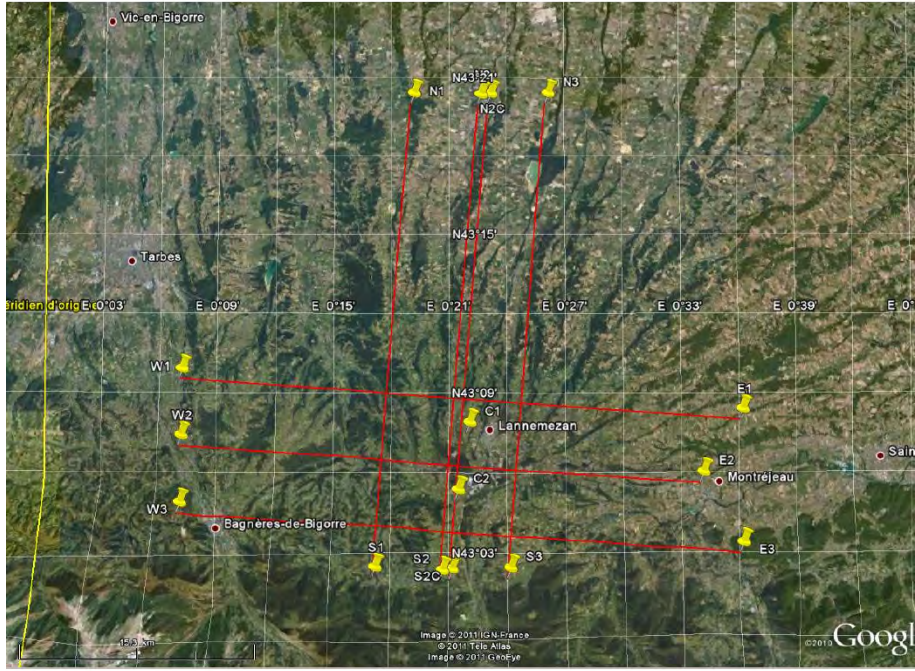 Vic-en-Bigorre
N43°21'
N1
N3
N2C
N43°15'
Tarbes
E 0°03'
E 0°09'
E 0°15'
E 0°21'
E 0°27'
E 0°33'
E 0°39'
W1
N43°09'
E1
C1
Lannemezan
W2
E2
C2
Montréjeau
W3
Bagnères-de-Bigorre
E3
S1
S2
N43°03'
S3
S2C
Image © 2011 IGN-France
© 2011 Tele Atlas
Image © 2011 GeoEye
©2010 Google